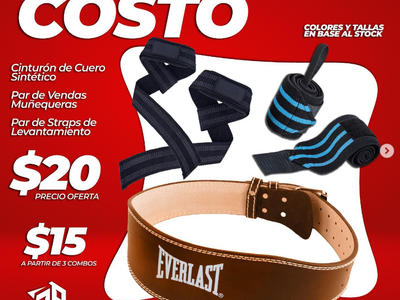 COSTO
COLORES Y TALLAS
EN BASE AL STOCK
Cinturón de Cuero
Sintético
Par de Vendas
Muñequeras
Par de Straps de
Levantamiento
$20
PRECIO OFERTA
$15
A PARTIR DE 3 COMBOS
EVERLAST®